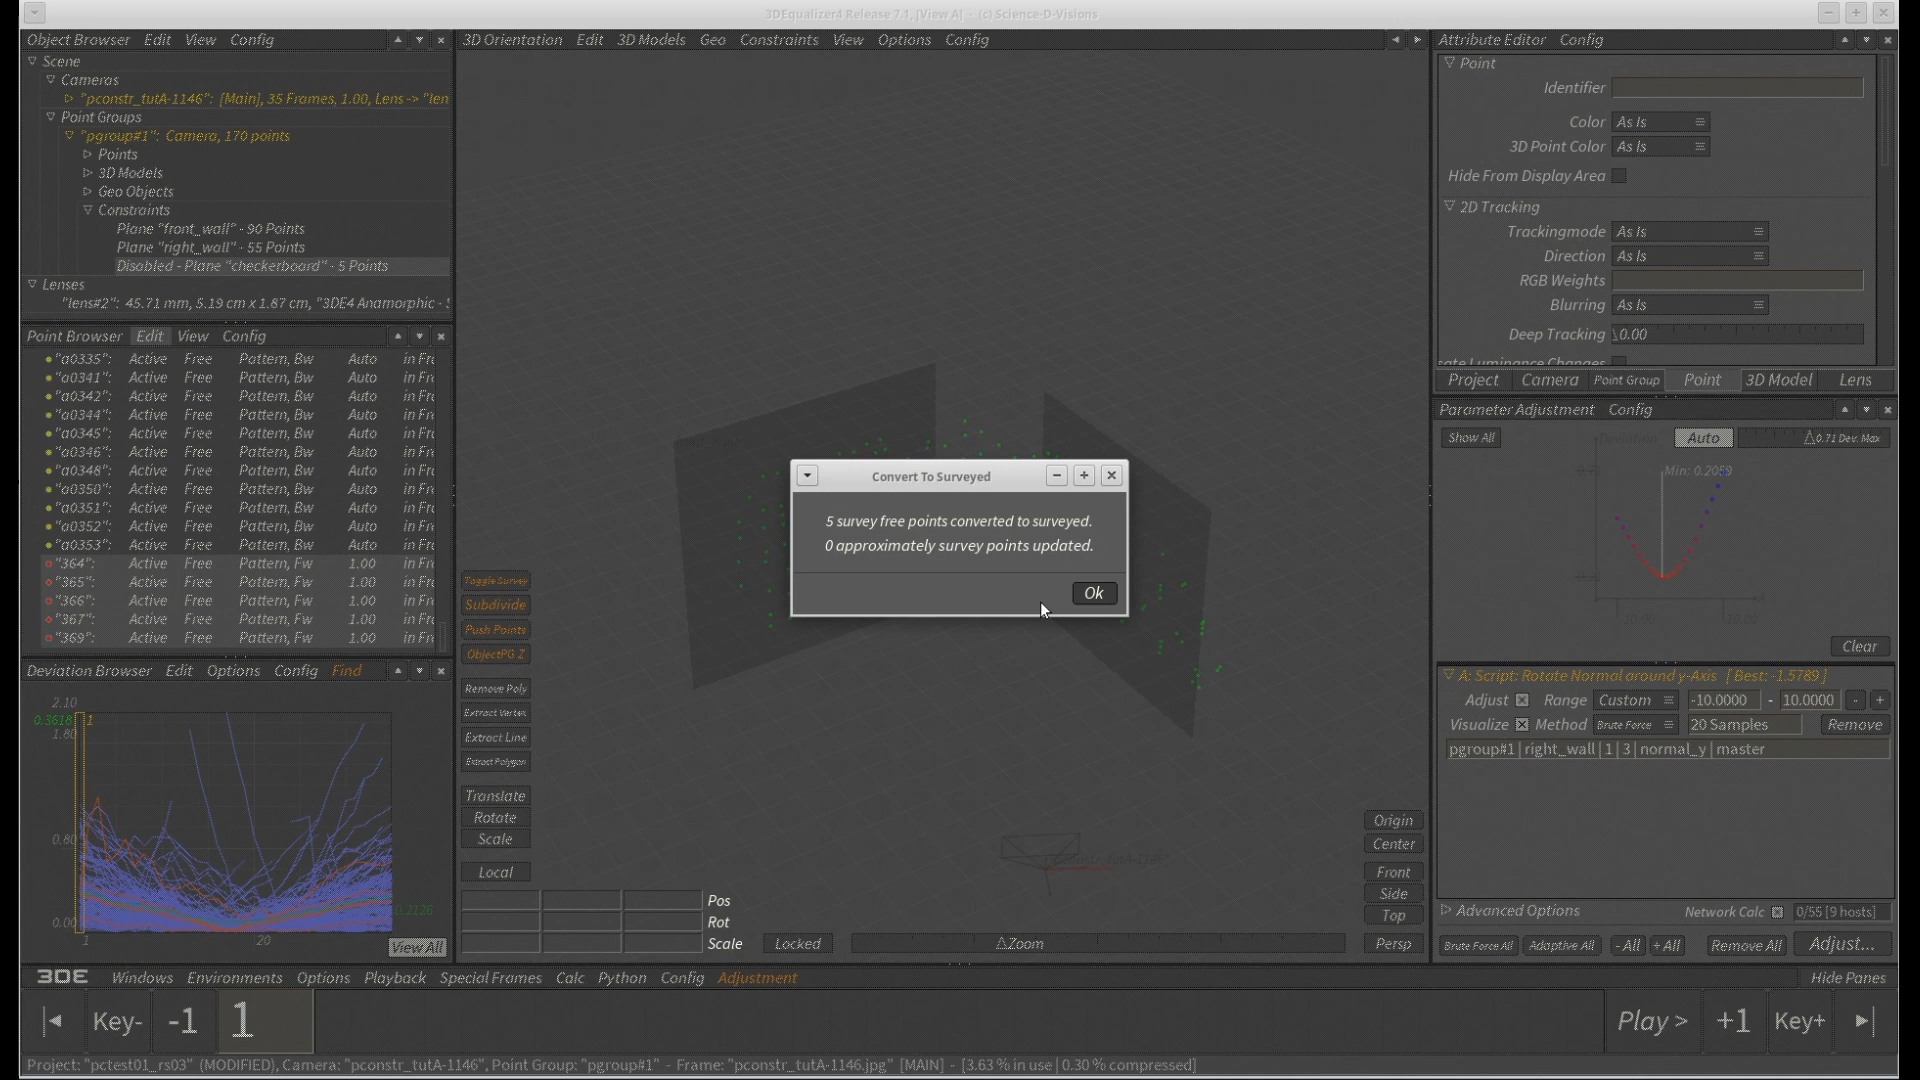 3DEqualizer4 Release 7.1, [View A] - (c) Science-D-Visions
Object Browser Edit View Config
Scene
Cameras
"pconstr_tutA-1146": [Main], 35 Frames, 1.00, Lens -> "len
Point Groups
"pgroup#1": Camera, 170 points
Points
3D Models
Geo Objects
Constraints
Plane "front_wall" - 90 Points
Plane "right_wall" - 55 Points
Disabled - Plane "checkerboard" - 5 Points
Lenses
"lens#2": 45.71 mm, 5.19 cm x 1.87 cm, "3DE4 Anamorphic -
Point Browser Edit View Config
"a0335": Active Free Pattern, Bw Auto in Fr
"a0341": Active Free Pattern, Bw Auto in Fr
"a0342": Active Free Pattern, Bw Auto in Fr
"a0344": Active Free Pattern, Bw Auto in Fr
"a0345": Active Free Pattern, Bw Auto in Fr
"a0346": Active Free Pattern, Bw Auto in Fr
"a0348": Active Free Pattern, Bw Auto in Fr
"a0350": Active Free Pattern, Bw Auto in Fr
"a0351": Active Free Pattern, Bw Auto in Fr
"a0352": Active Free Pattern, Bw Auto in Fr
"a0353": Active Free Pattern, Bw Auto in Fr
"364": Active Free Pattern, Fw 1.00
"365": Active Free Pattern, Fw 1.00
"366": Active Free Pattern, Fw 1.00
"367": Active Free Pattern, Fw 1.00
"369": Active Free Pattern, Fw 1.00
Deviation Browser Edit Options Config Find
2.10
0.3618 1
1.80
0.80
0.2126
0.00
1 20
View All
3D Orientation Edit 3D Models Geo Constraints View Options Config
Convert To Surveyed
5 survey free points converted to surveyed.
0 approximately survey points updated.
Ok
Toggle Survey
Subdivide
Push Points
ObjectPG Z
Remove Poly
Extract Vertex
Extract Line
Extract Polygon
Translate
Rotate
Scale
Local
Pos
Rot
Scale
Locked
Zoom
Origin
Center
Front
Side
Top
Persp
Attribute Editor Config
Point
Identifier
Color As Is
3D Point Color As Is
Hide From Display Area
2D Tracking
Trackingmode As Is
Direction As Is
RGB Weights
Blurring As Is
Deep Tracking 0.00
ate Luminance Changes
Project Camera Point Group Point 3D Model Lens
Parameter Adjustment Config
Show All Deviation Auto 0.71 Dev. Max
Min: 0.2059
Clear
A: Script: Rotate Normal around y-Axis [ Best: -1.5789 ]
Adjust Range Custom -10.0000 - 10.0000 - +
Visualize Method Brute Force 20 Samples Remove
pgroup#1 | right_wall | 1 | 3 | normal_y | master
Advanced Options Network Calc 0/55 [9 hosts]
Brute Force All Adaptive All - All + All Remove All Adjust...
3DE Windows Environments Options Playback Special Frames Calc Python Config Adjustment Hide Panes
Key- -1 1 Play > +1 Key+
Project: "pctest01_rs03" (MODIFIED), Camera: "pconstr_tutA-1146", Point Group: "pgroup#1" - Frame: "pconstr_tutA-1146.jpg" [MAIN] - [3.63 % in use | 0.30 % compressed]